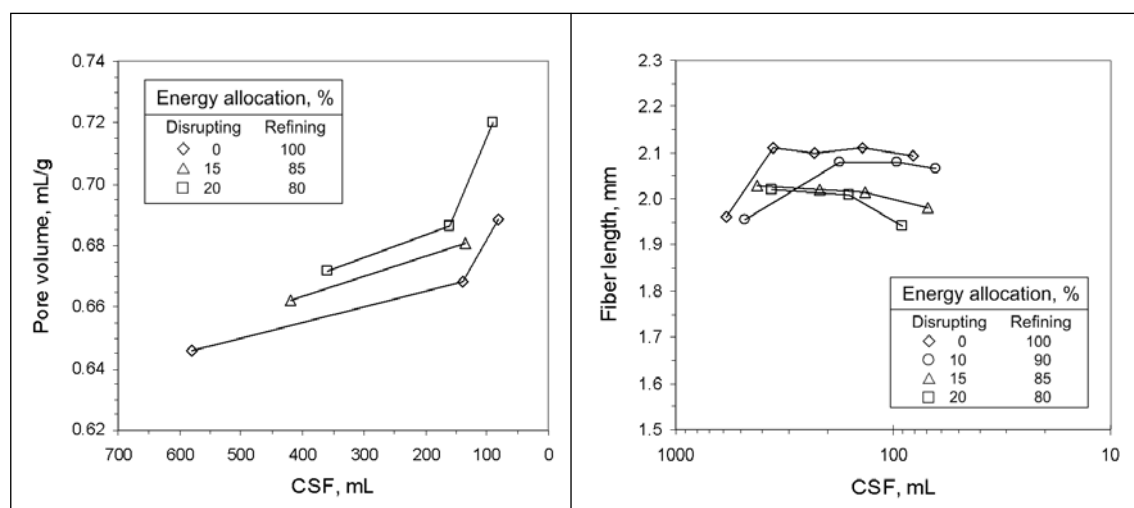 0.74
0.72
0.70
0.68
0.66
0.64
0.62
Pore volume, mL/g
Energy allocation, %
Disrupting Refining
0 100
15 85
20 80
700 600 500 400 300 200 100 0
CSF, mL
2.3
2.2
2.1
2.0
1.9
1.8
1.7
1.6
1.5
Fiber length, mm
Energy allocation, %
Disrupting Refining
0 100
10 90
15 85
20 80
1000 100 10
CSF, mL